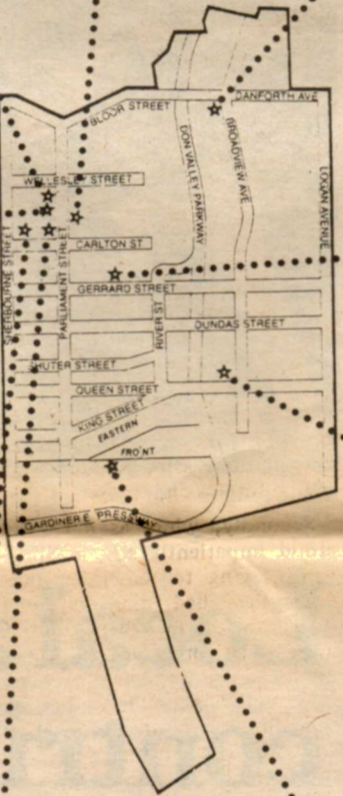 DANFORTH AVE
BLOOR STREET
DON VALLEY PARKWAY
BROADVIEW AVE
LOGAN AVENUE
WELLESLEY STREET
SHERBOURNE STREET
PARLIAMENT STREET
CARLTON ST
GERRARD STREET
RIVER ST
DUNDAS STREET
SHUTER STREET
QUEEN STREET
KING STREET
EASTERN
FRONT
GARDINER E PRESSWAY